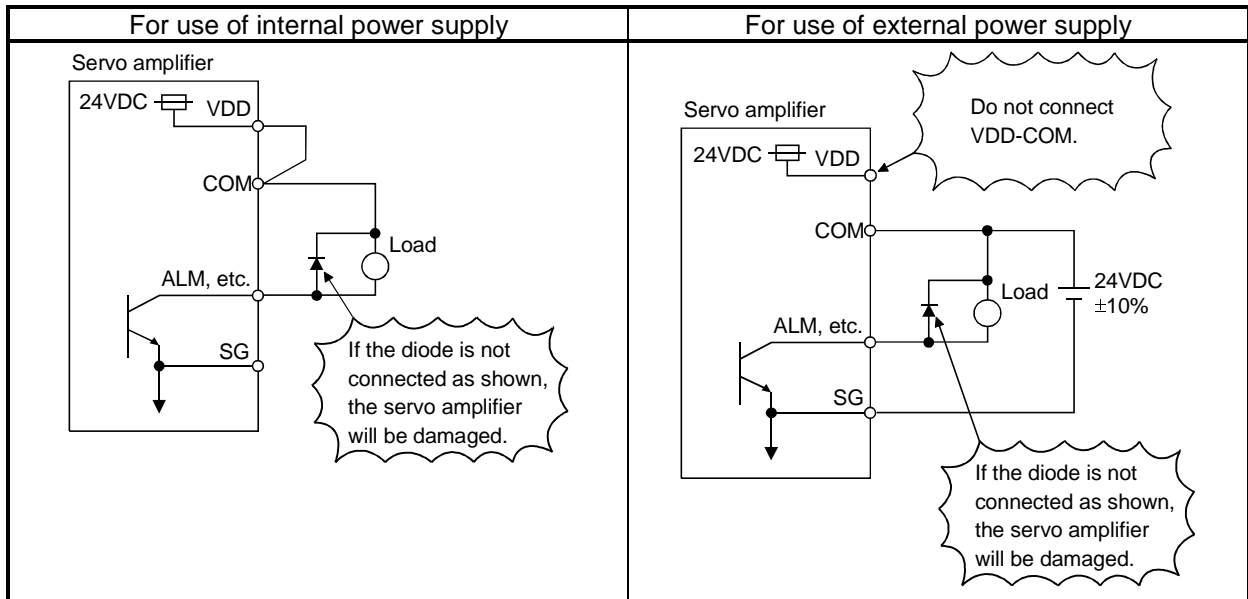 For use of internal power supply
For use of external power supply
Servo amplifier
24VDC
VDD
COM
Load
ALM, etc.
SG
If the diode is not
connected as shown,
the servo amplifier
will be damaged.
Do not connect
VDD-COM.
Servo amplifier
24VDC
VDD
COM
Load
24VDC
±10%
ALM, etc.
SG
If the diode is not
connected as shown,
the servo amplifier
will be damaged.